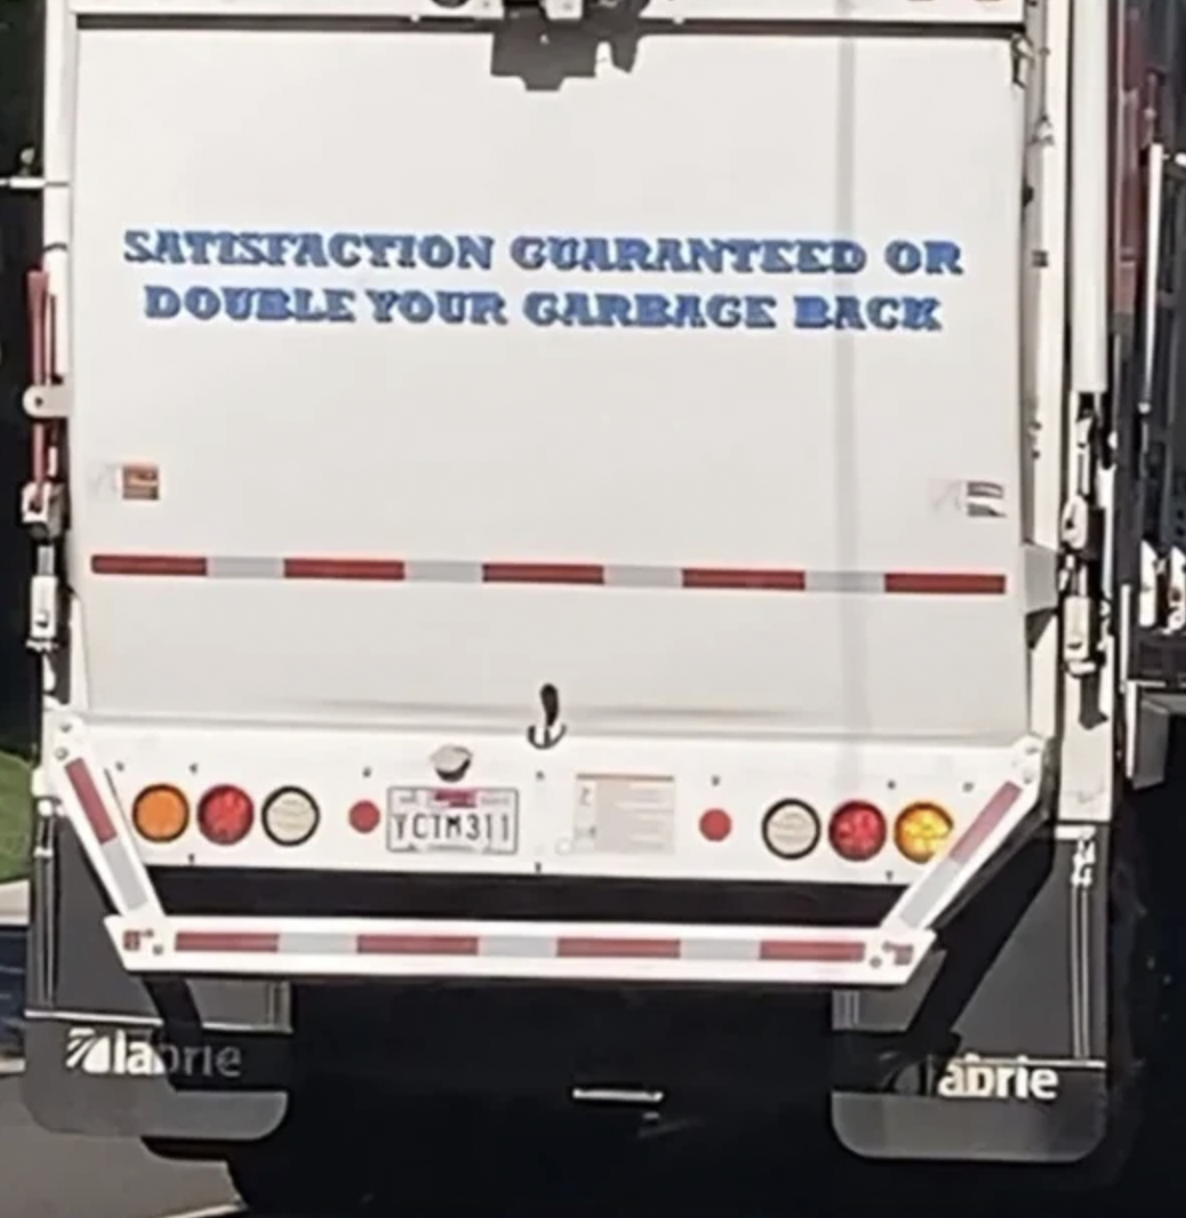 SATISFACTION GUARANTEED OR
DOUBLE YOUR GARBAGE BACK
YCTM311
labrie
labrie